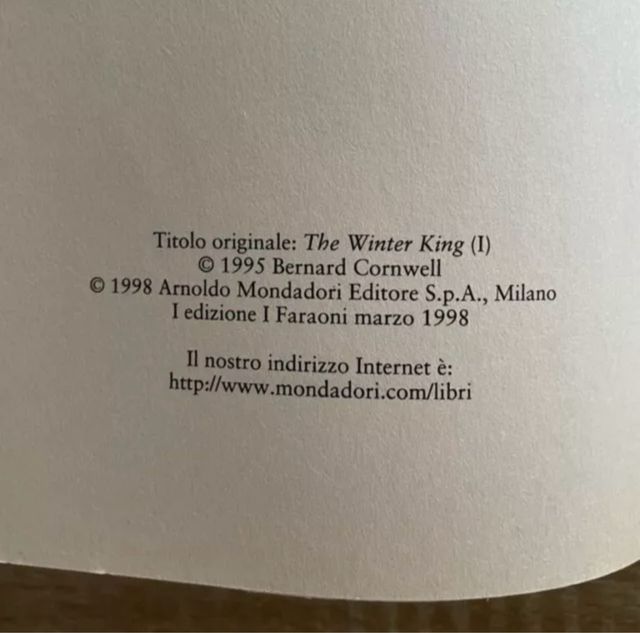 Titolo originale: The Winter King (I)
© 1995 Bernard Cornwell
© 1998 Arnoldo Mondadori Editore S.p.A., Milano
I edizione I Faraoni marzo 1998
Il nostro indirizzo Internet è:
http://www.mondadori.com/libri